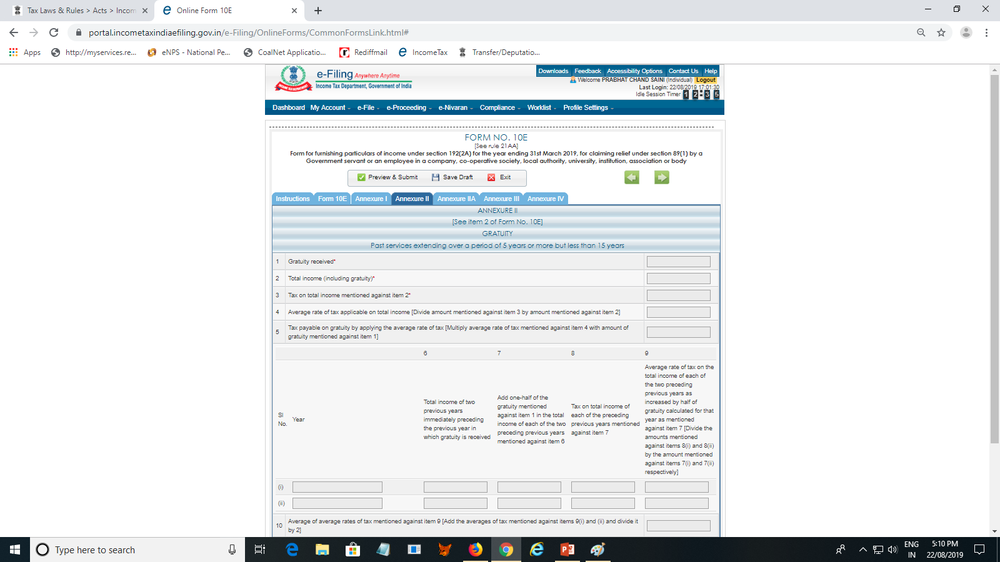 Tax Laws & Rules > Acts > Incom
Online Form 10E
portal.incometaxindiaefiling.gov.in/e-Filing/OnlineForms/CommonFormsLink.html#
Apps
http://myservices.re...
eNPS - National Pe...
CoalNet Applicatio...
Rediffmail
IncomeTax
Transfer/Deputatio...
e-Filing Anywhere Anytime
Income Tax Department, Government of India
Downloads Feedback Accessibility Options Contact Us Help
Welcome PRABHAT CHAND SAINI (Individual) Logout
Last Login: 22/08/2019 17:01:30
Idle Session Timer 1 2 : 3 5
Dashboard My Account e-File e-Proceeding e-Nivaran Compliance Worklist Profile Settings
FORM NO. 10E
[See rule 21AA]
Form for furnishing particulars of income under section 192(2A) for the year ending 31st March 2019, for claiming relief under section 89(1) by a
Government servant or an employee in a company, co-operative society, local authority, university, institution, association or body
Preview & Submit Save Draft Exit
Instructions Form 10E Annexure I Annexure II Annexure IIA Annexure III Annexure IV
ANNEXURE II
[See item 2 of Form No. 10E]
GRATUITY
Past services extending over a period of 5 years or more but less than 15 years
1 Gratuity received*
2 Total income (including gratuity)*
3 Tax on total income mentioned against item 2*
4 Average rate of tax applicable on total income [Divide amount mentioned against item 3 by amount mentioned against item 2]
5 Tax payable on gratuity by applying the average rate of tax [Multiply average rate of tax mentioned against item 4 with amount of
gratuity mentioned against item 1]
6 7 8 9
Sl
No.
Year
Total income of two
previous years
immediately preceding
the previous year in
which gratuity is received
Add one-half of the
gratuity mentioned
against item 1 in the total
income of each of the two
preceding previous years
mentioned against item 6
Tax on total income of
each of the preceding
previous years mentioned
against item 7
Average rate of tax on the
total income of each of
the two preceding
previous years as
increased by half of
gratuity calculated for that
year as mentioned
against item 7 [Divide the
amounts mentioned
against items 8(i) and 8(ii)
by the amount mentioned
against items 7(i) and 7(ii)
respectively]
(i)
(ii)
10 Average of average rates of tax mentioned against item 9 [Add the averages of tax mentioned against items 9(i) and (ii) and divide it
by 2]
Type here to search
ENG
IN
5:10 PM
22/08/2019